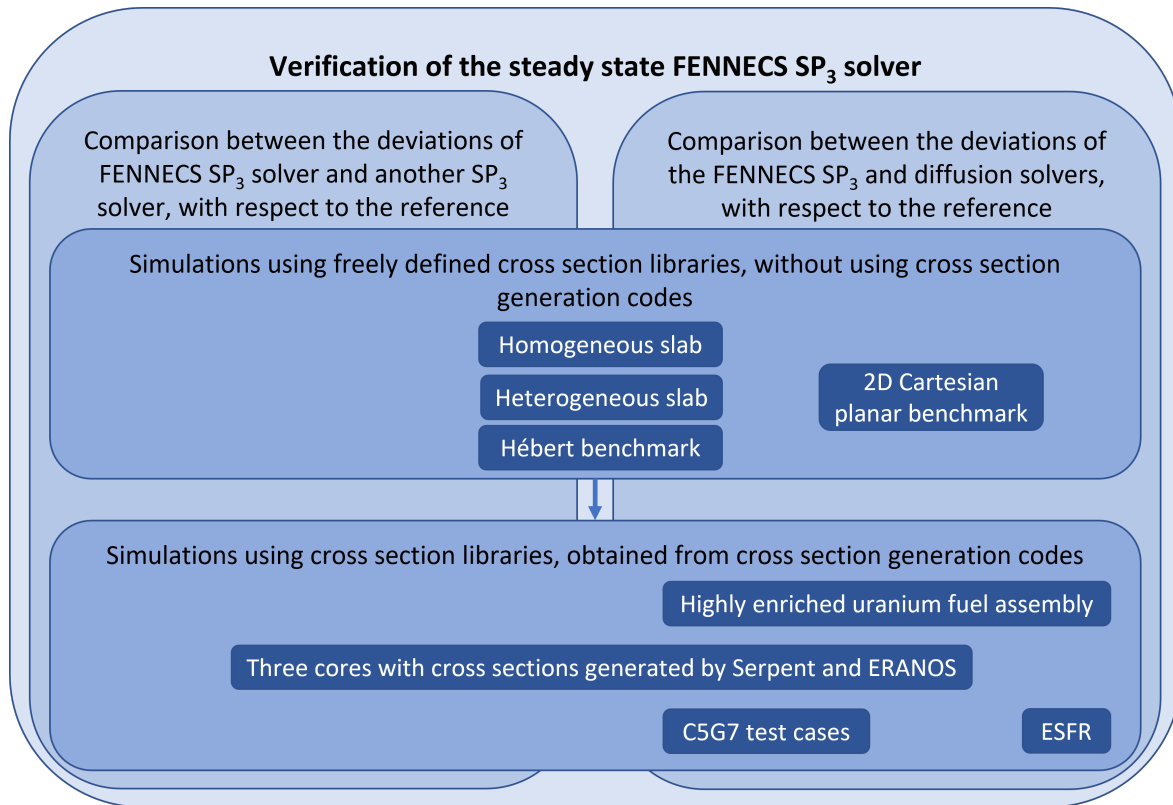 Verification of the steady state FENNECS SP₃ solver
Comparison between the deviations of
FENNECS SP₃ solver and another SP₃
solver, with respect to the reference
Comparison between the deviations of
the FENNECS SP₃ and diffusion solvers,
with respect to the reference
Simulations using freely defined cross section libraries, without using cross section
generation codes
Homogeneous slab
Heterogeneous slab
Hébert benchmark
2D Cartesian
planar benchmark
Simulations using cross section libraries, obtained from cross section generation codes
Highly enriched uranium fuel assembly
Three cores with cross sections generated by Serpent and ERANOS
C5G7 test cases
ESFR